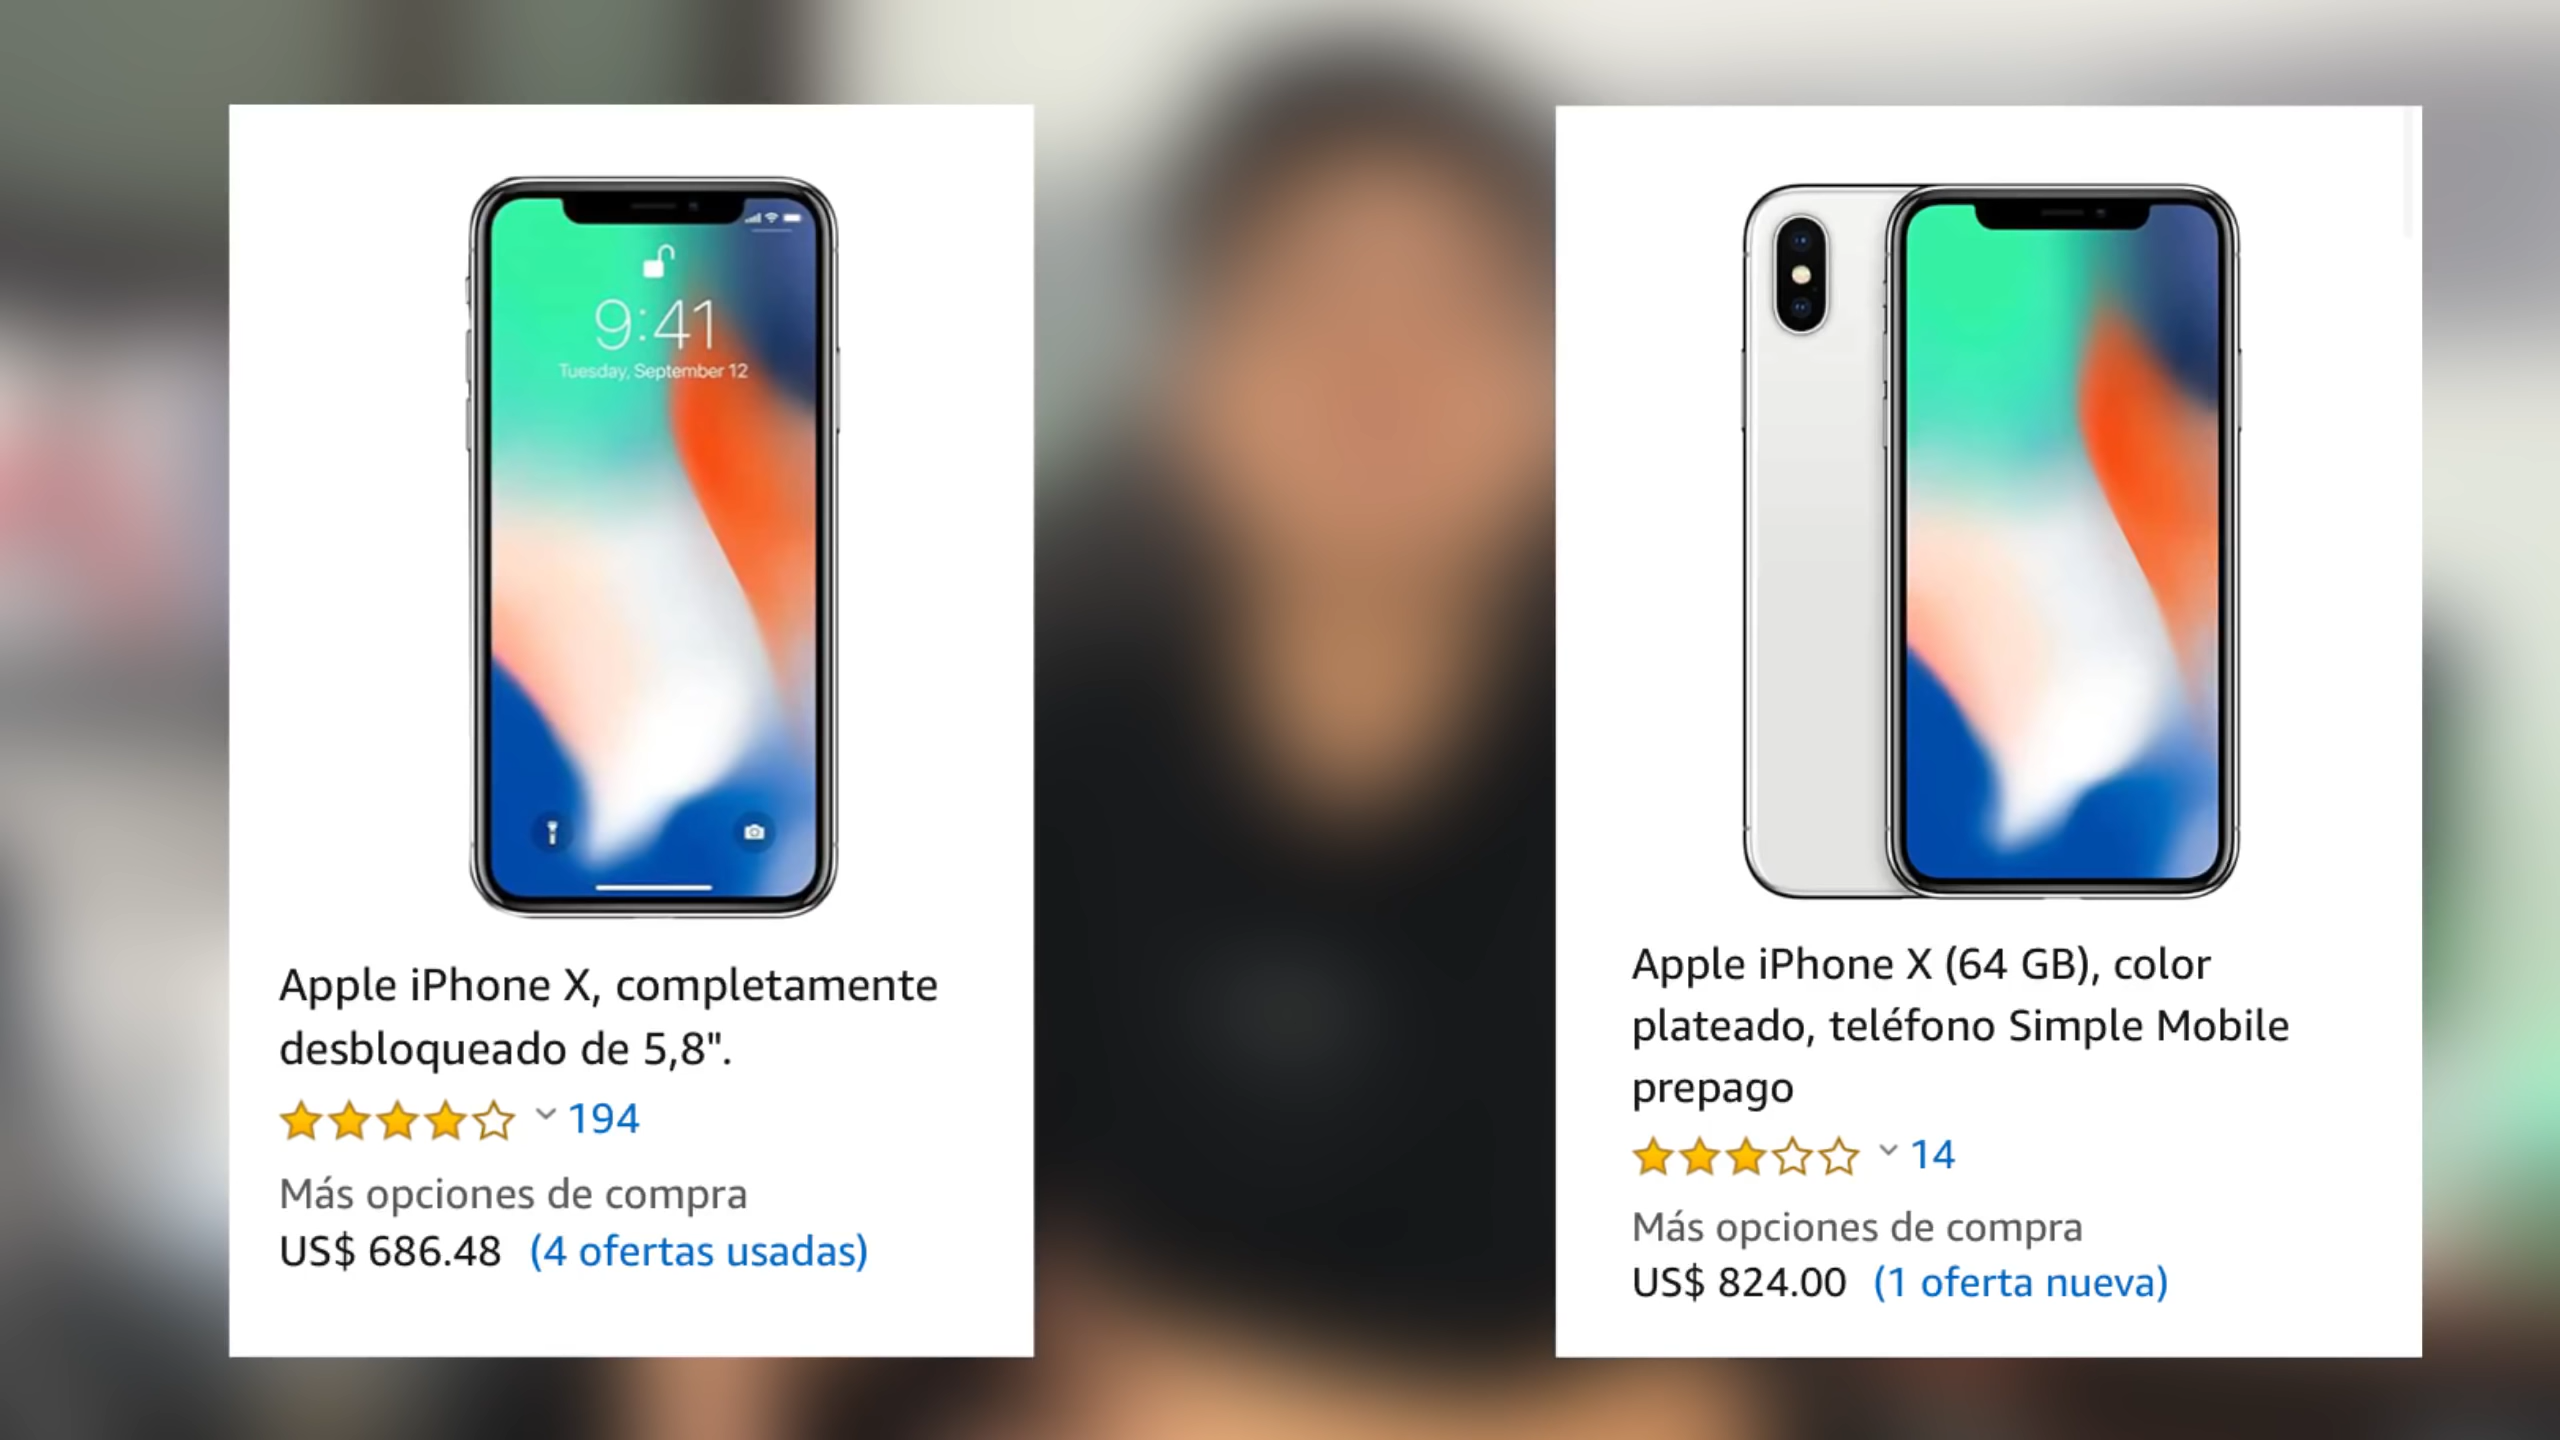 9:41
Tuesday, September 12
Apple iPhone X, completamente
desbloqueado de 5,8".
194
Más opciones de compra
US$ 686.48 (4 ofertas usadas)
Apple iPhone X (64 GB), color
plateado, teléfono Simple Mobile
prepago
14
Más opciones de compra
US$ 824.00 (1 oferta nueva)